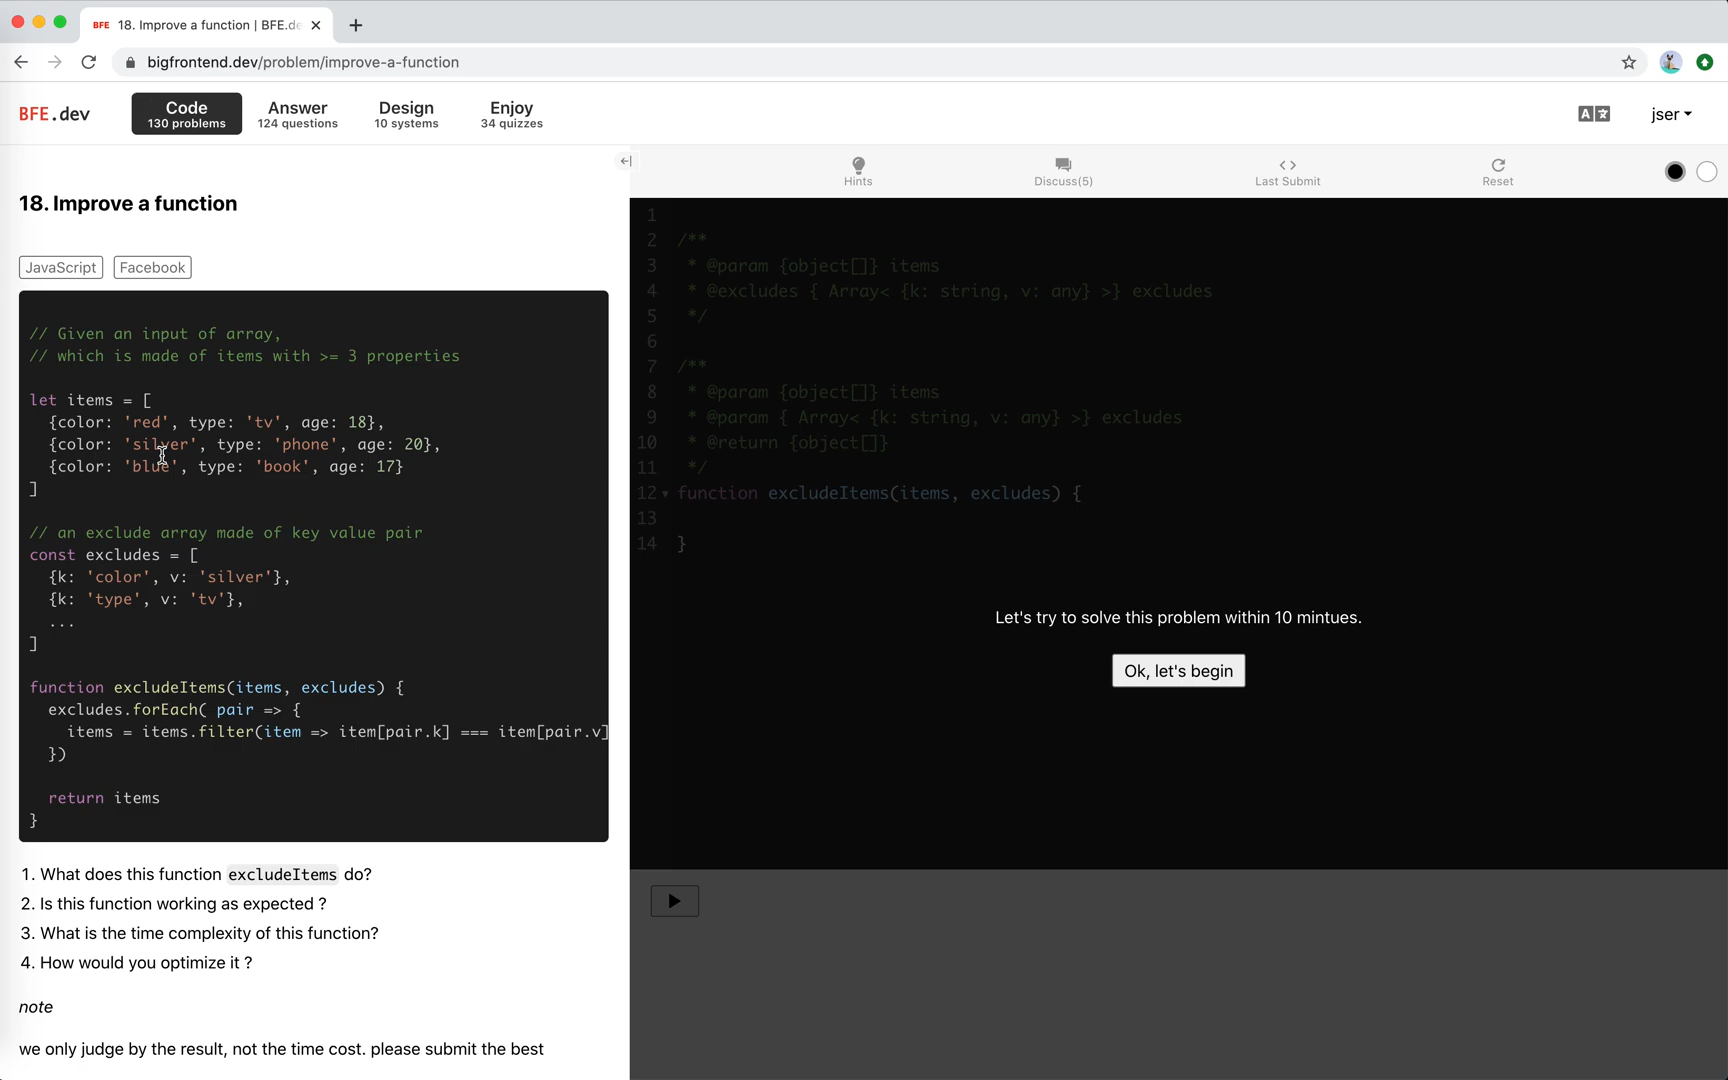 BFE 18. Improve a function | BFE.de
bigfrontend.dev/problem/improve-a-function
BFE.dev
Code
130 problems
Answer
124 questions
Design
10 systems
Enjoy
34 quizzes
jser
Hints
Discuss(5)
Last Submit
Reset
18. Improve a function
JavaScript Facebook
// Given an input of array,
// which is made of items with >= 3 properties
let items = [
{color: 'red', type: 'tv', age: 18},
{color: 'silver', type: 'phone', age: 20},
{color: 'blue', type: 'book', age: 17}
]
// an exclude array made of key value pair
const excludes = [
{k: 'color', v: 'silver'},
{k: 'type', v: 'tv'},
...
]
function excludeItems(items, excludes) {
excludes.forEach( pair => {
items = items.filter(item => item[pair.k] === item[pair.v]
})
return items
}
1. What does this function excludeItems do?
2. Is this function working as expected ?
3. What is the time complexity of this function?
4. How would you optimize it ?
note
we only judge by the result, not the time cost. please submit the best
1
2 /**
3 * @param {object[]} items
4 * @excludes { Array< {k: string, v: any} >} excludes
5 */
6
7 /**
8 * @param {object[]} items
9 * @param { Array< {k: string, v: any} >} excludes
10 * @return {object[]}
11 */
12 function excludeItems(items, excludes) {
13
14 }
Let's try to solve this problem within 10 mintues.
Ok, let's begin